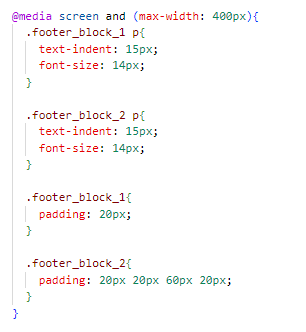 @media screen and (max-width: 400px){
.footer_block_1 p{
text-indent: 15px;
font-size: 14px;
}
.footer_block_2 p{
text-indent: 15px;
font-size: 14px;
}
.footer_block_1{
padding: 20px;
}
.footer_block_2{
padding: 20px 20px 60px 20px;
}
}